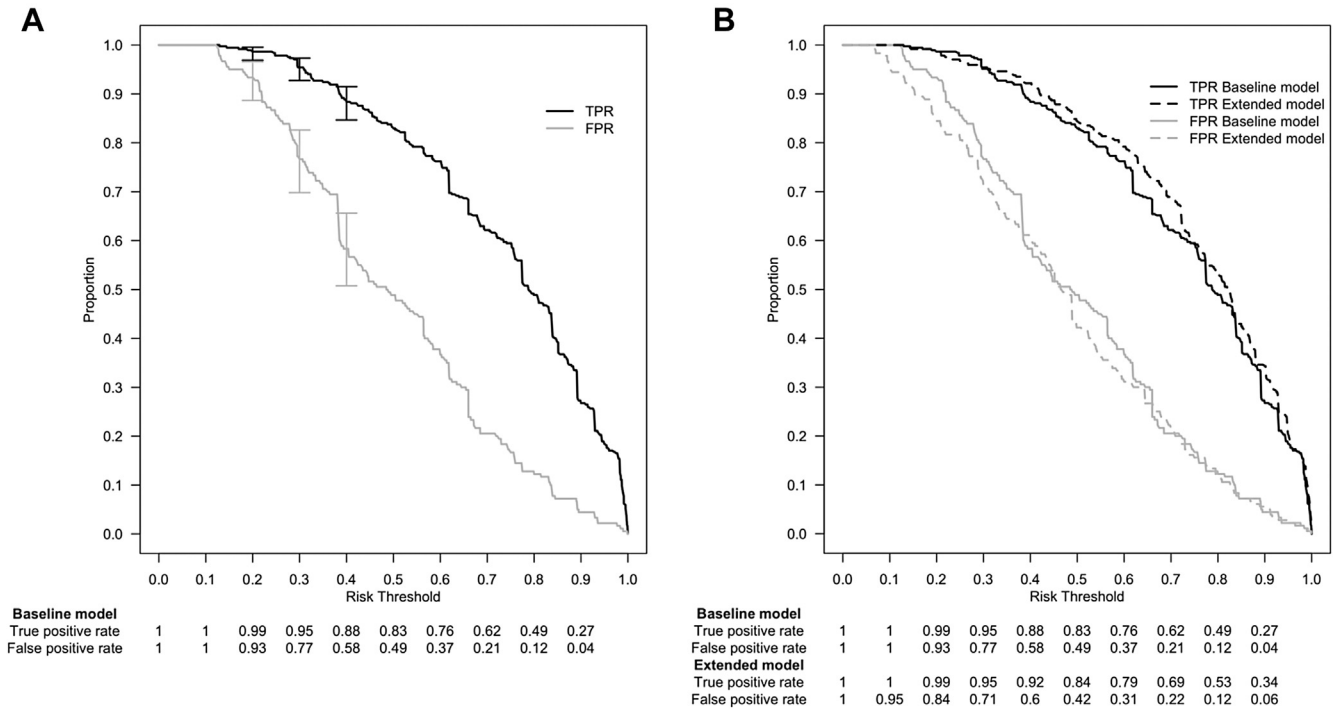 A
1.0
0.9
0.8
0.7
0.6
0.5
0.4
0.3
0.2
0.1
0.0
Proportion
TPR
FPR
0.0 0.1 0.2 0.3 0.4 0.5 0.6 0.7 0.8 0.9 1.0
Risk Threshold
Baseline model
True positive rate 1 1 0.99 0.95 0.88 0.83 0.76 0.62 0.49 0.27
False positive rate 1 1 0.93 0.77 0.58 0.49 0.37 0.21 0.12 0.04
B
1.0
0.9
0.8
0.7
0.6
0.5
0.4
0.3
0.2
0.1
0.0
Proportion
TPR Baseline model
TPR Extended model
FPR Baseline model
FPR Extended model
0.0 0.1 0.2 0.3 0.4 0.5 0.6 0.7 0.8 0.9 1.0
Risk Threshold
Baseline model
True positive rate 1 1 0.99 0.95 0.88 0.83 0.76 0.62 0.49 0.27
False positive rate 1 1 0.93 0.77 0.58 0.49 0.37 0.21 0.12 0.04
Extended model
True positive rate 1 1 0.99 0.95 0.92 0.84 0.79 0.69 0.53 0.34
False positive rate 1 0.95 0.84 0.71 0.6 0.42 0.31 0.22 0.12 0.06